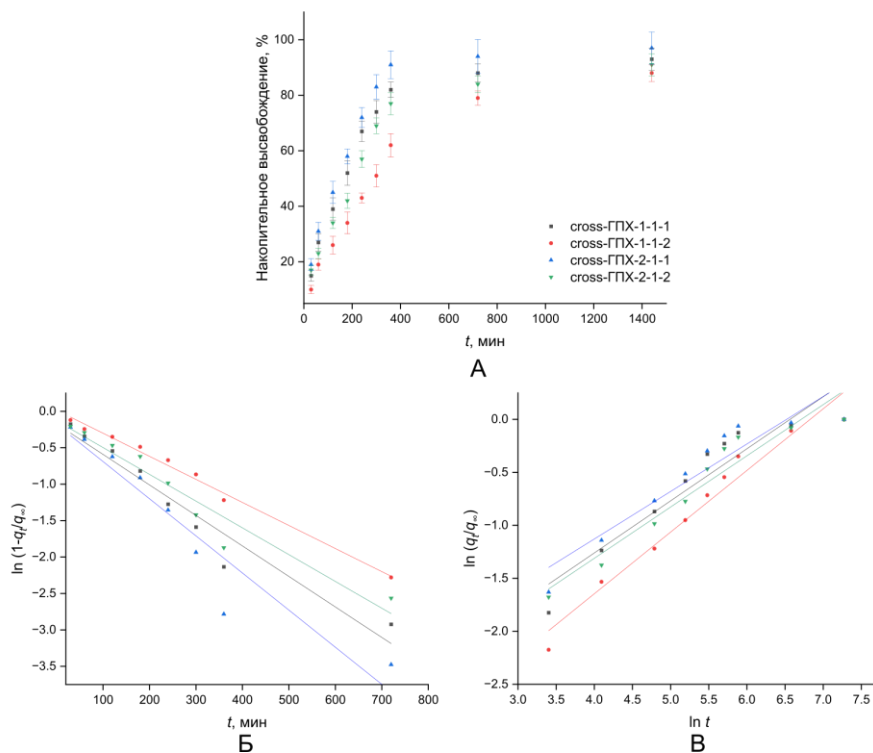 Накопительное высвобождение, %
100
80
60
40
20
0 200 400 600 800 1000 1200 1400
t, мин
cross-ГПХ-1-1-1
cross-ГПХ-1-1-2
cross-ГПХ-2-1-1
cross-ГПХ-2-1-2
А
ln (1-qt/q∞)
0.0
-0.5
-1.0
-1.5
-2.0
-2.5
-3.0
-3.5
100 200 300 400 500 600 700 800
t, мин
Б
ln (qt/q∞)
0.0
-0.5
-1.0
-1.5
-2.0
-2.5
3.0 3.5 4.0 4.5 5.0 5.5 6.0 6.5 7.0 7.5
ln t
В